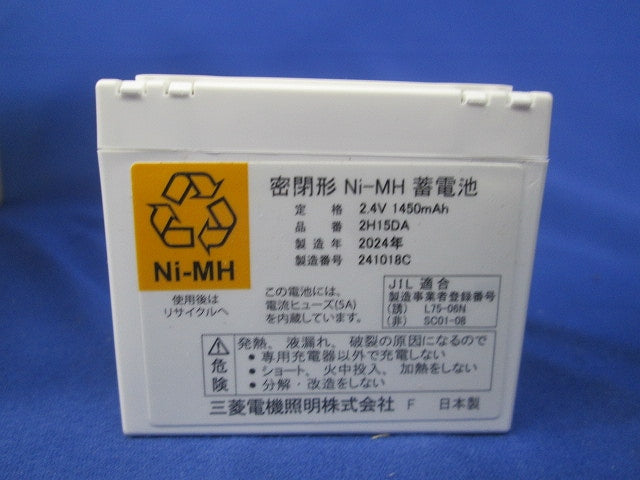 密閉形 Ni-MH 蓄電池
定格 2.4V 1450mAh
品番 2H15DA
製造年 2024年
製造番号 241018C
Ni-MH
使用後は
リサイクルへ
この電池には、
電流ヒューズ(5A)
を内蔵しています。
JIL 適合
製造事業者登録番号
(誘) L75-06N
(非) SC01-08
危険
発熱、液漏れ、破裂の原因になるので
• 専用充電器以外で充電しない
• ショート、火中投入、加熱をしない
• 分解・改造をしない
三菱電機照明株式会社 F 日本製